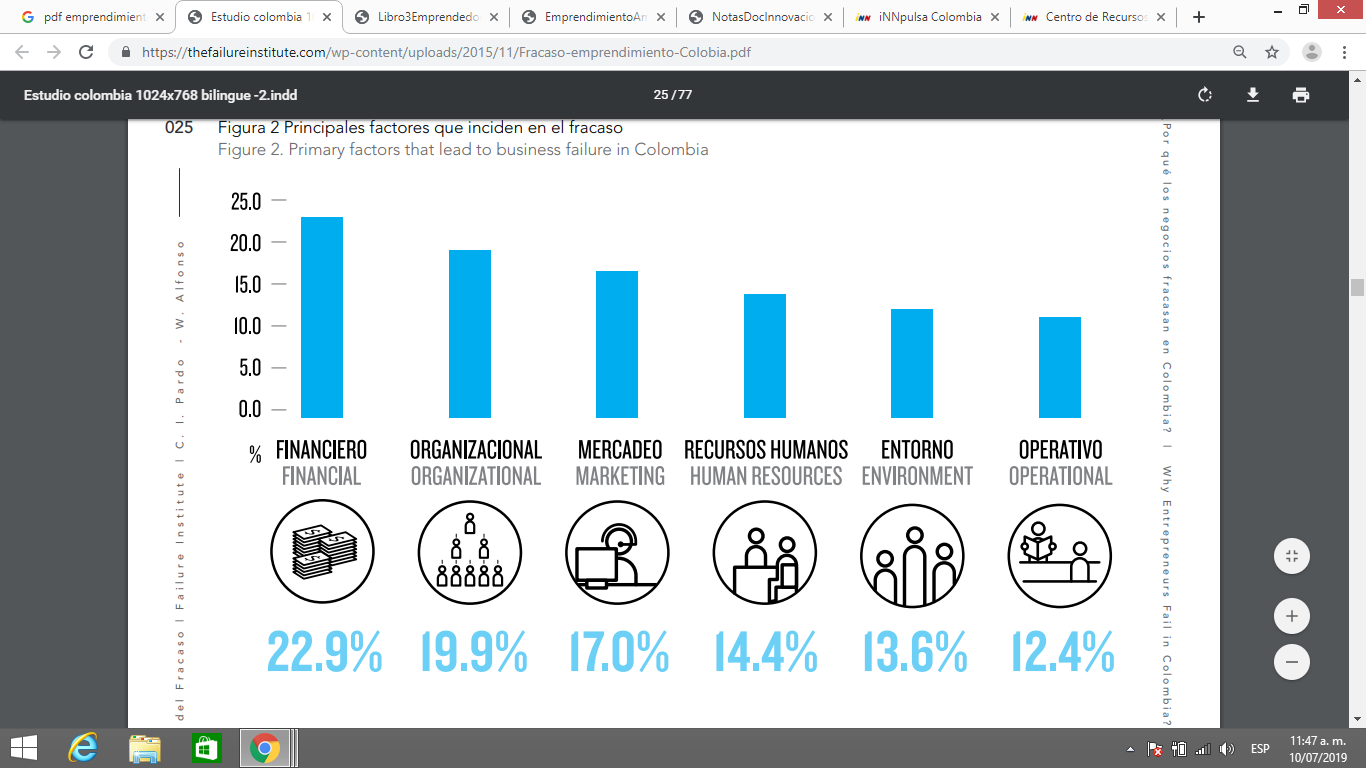 pdf emprendimient
Estudio colombia 1
Libro3Emprendedo
EmprendimientoAn
NotasDocInnovacio
iNNpulsa Colombia
Centro de Recursos
https://thefailureinstitute.com/wp-content/uploads/2015/11/Fracaso-emprendimiento-Colobia.pdf
Estudio colombia 1024x768 bilingue -2.indd
25 / 77
025
Figura 2 Principales factores que inciden en el fracaso
Figure 2. Primary factors that lead to business failure in Colombia
25.0
20.0
15.0
10.0
5.0
0.0
%
FINANCIERO
FINANCIAL
ORGANIZACIONAL
ORGANIZATIONAL
MERCADEO
MARKETING
RECURSOS HUMANOS
HUMAN RESOURCES
ENTORNO
ENVIRONMENT
OPERATIVO
OPERATIONAL
22.9%
19.9%
17.0%
14.4%
13.6%
12.4%
del Fracaso | Failure Institute | C. I. Pardo - W. Alfonso
Por qué los negocios fracasan en Colombia? | Why Entrepreneurs Fail in Colombia?
ESP
11:47 a. m.
10/07/2019